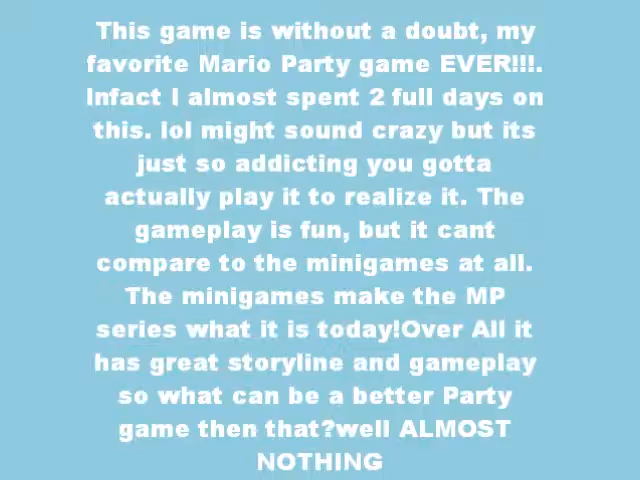 This game is without a doubt, my
favorite Mario Party game EVER!!!.
Infact I almost spent 2 full days on
this. lol might sound crazy but its
just so addicting you gotta
actually play it to realize it. The
gameplay is fun, but it cant
compare to the minigames at all.
The minigames make the MP
series what it is today!Over All it
has great storyline and gameplay
so what can be a better Party
game then that?well ALMOST
NOTHING